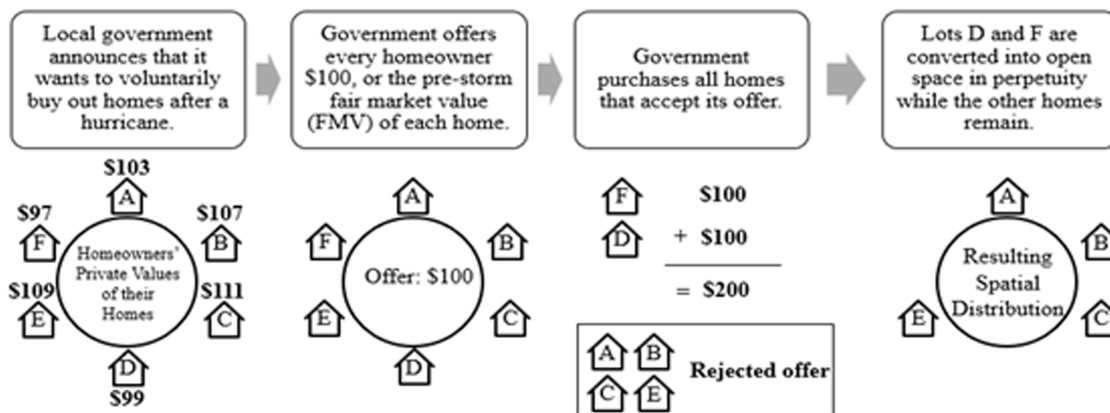 Local government
announces that it
wants to voluntarily
buy out homes after a
hurricane.
Government offers
every homeowner
$100, or the pre-storm
fair market value
(FMV) of each home.
Government
purchases all homes
that accept its offer.
Lots D and F are
converted into open
space in perpetuity
while the other homes
remain.
$103
A
$97
$107
F
B
Homeowners'
Private Values
of their
Homes
$109
$111
E
C
D
$99
A
F
B
Offer: $100
E
C
D
F $100
D + $100
= $200
A B
C E
Rejected offer
A
B
Resulting
Spatial
Distribution
E
C